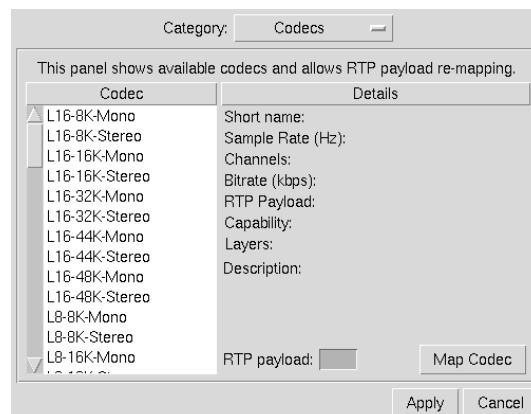 Category: Codecs
This panel shows available codecs and allows RTP payload re-mapping.
Codec
L16-8K-Mono
L16-8K-Stereo
L16-16K-Mono
L16-16K-Stereo
L16-32K-Mono
L16-32K-Stereo
L16-44K-Mono
L16-44K-Stereo
L16-48K-Mono
L16-48K-Stereo
L8-8K-Mono
L8-8K-Stereo
L8-16K-Mono
Details
Short name:
Sample Rate (Hz):
Channels:
Bitrate (kbps):
RTP Payload:
Capability:
Layers:
Description:
RTP payload:
Map Codec
Apply Cancel